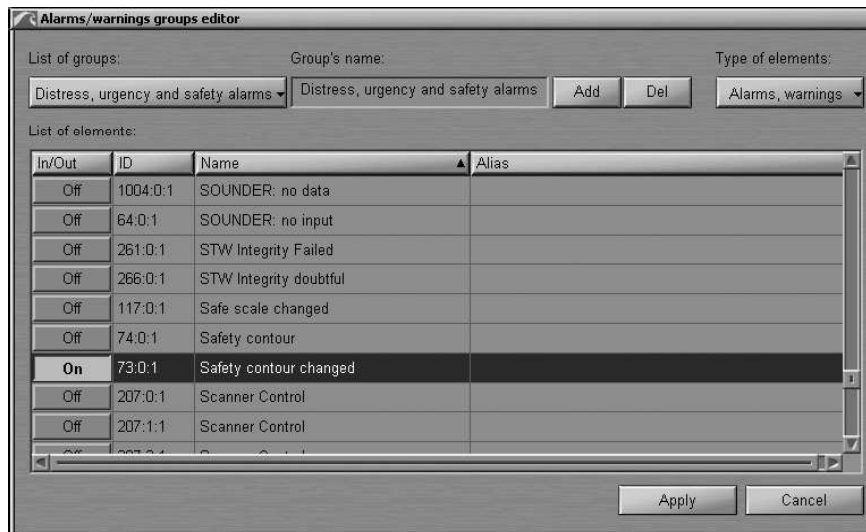 Alarms/warnings groups editor
List of groups: Group's name: Type of elements:
Distress, urgency and safety alarms Distress, urgency and safety alarms Add Del Alarms, warnings
List of elements:
In/Out ID Name Alias
Off 1004:0:1 SOUNDER: no data
Off 64:0:1 SOUNDER: no input
Off 261:0:1 STW Integrity Failed
Off 266:0:1 STW Integrity doubtful
Off 117:0:1 Safe scale changed
Off 74:0:1 Safety contour
On 73:0:1 Safety contour changed
Off 207:0:1 Scanner Control
Off 207:1:1 Scanner Control
Apply Cancel